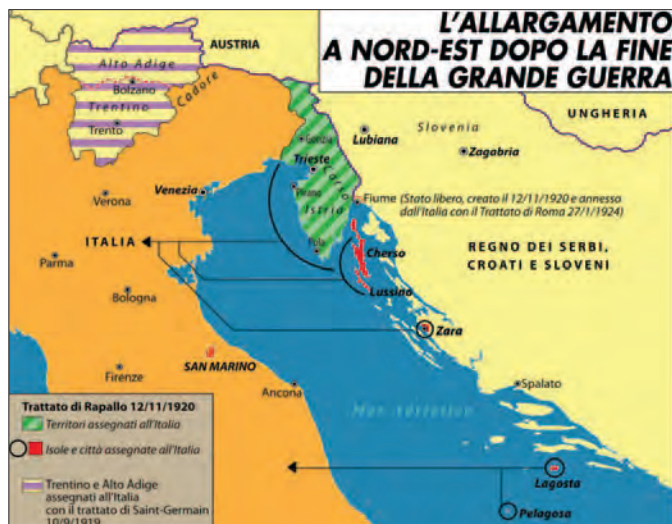 L'ALLARGAMENTO
A NORD-EST DOPO LA FINE
DELLA GRANDE GUERRA
AUSTRIA
Alto Adige
Bolzano
Cadore
Trentino
Trento
UNGHERIA
Slovenia
Lubiana
Zagabria
Gorizia
Trieste
Carso
Venezia
Verona
Pirano
Istria
Fiume (Stato libero, creato il 12/11/1920 e annesso
dall'Italia con il Trattato di Roma 27/1/1924)
ITALIA
Pola
Cherso
REGNO DEI SERBI,
CROATI E SLOVENI
Parma
Lussino
Bologna
Zara
SAN MARINO
Firenze
Ancona
Spalato
Mar Adriatico
Trattato di Rapallo 12/11/1920
Territori assegnati all'Italia
Isole e città assegnate all'Italia
Trentino e Alto Adige
assegnati all'Italia
con il trattato di Saint-Germain
10/9/1919
Lagosta
Pelagosa